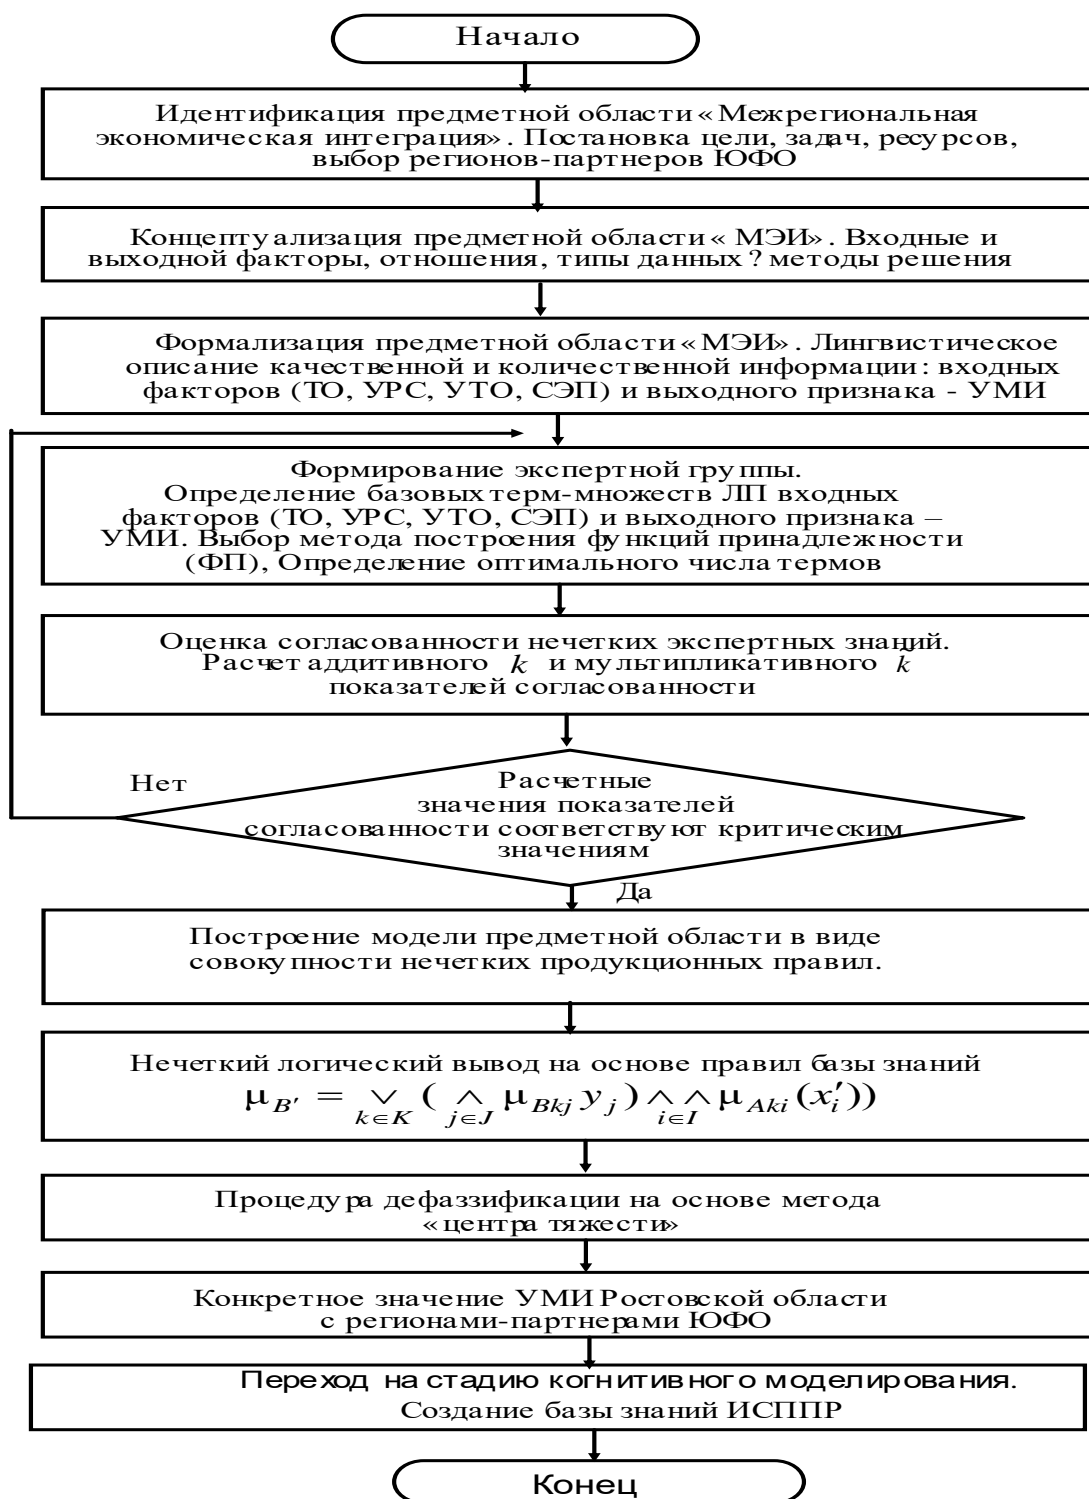 Начало
Идентификация предметной области «Межрегиональная
экономическая интеграция». Постановка цели, задач, ресурсов,
выбор регионов-партнеров ЮФО
Концептуализация предметной области « МЭИ». Входные и
выходной факторы, отношения, типы данных ? методы решения
Формализация предметной области «МЭИ». Лингвистическое
описание качественной и количественной информации: входных
факторов (ТО, УРС, УТО, СЭП) и выходного признака - УМИ
Формирование экспертной группы.
Определение базовых терм-множеств ЛП входных
факторов (ТО, УРС, УТО, СЭП) и выходного признака –
УМИ. Выбор метода построения функций принадлежности
(ФП), Определение оптимального числа термов
Оценка согласованности нечетких экспертных знаний.
Расчет аддитивного k и мультипликативного k̃
показателей согласованности
Нет
Расчетные
значения показателей
согласованности соответствуют критическим
значениям
Да
Построение модели предметной области в виде
совокупности нечетких продукционных правил.
Нечеткий логический вывод на основе правил базы знаний
μ_{B′} = ∨_{k∈K} ( ∧_{j∈J} μ_{Bkj} y_j ) ∧ ∧_{i∈I} μ_{Aki} (x′_i))
Процедура дефаззификации на основе метода
«центра тяжести»
Конкретное значение УМИ Ростовской области
с регионами-партнерами ЮФО
Переход на стадию когнитивного моделирования.
Создание базы знаний ИСППР
Конец